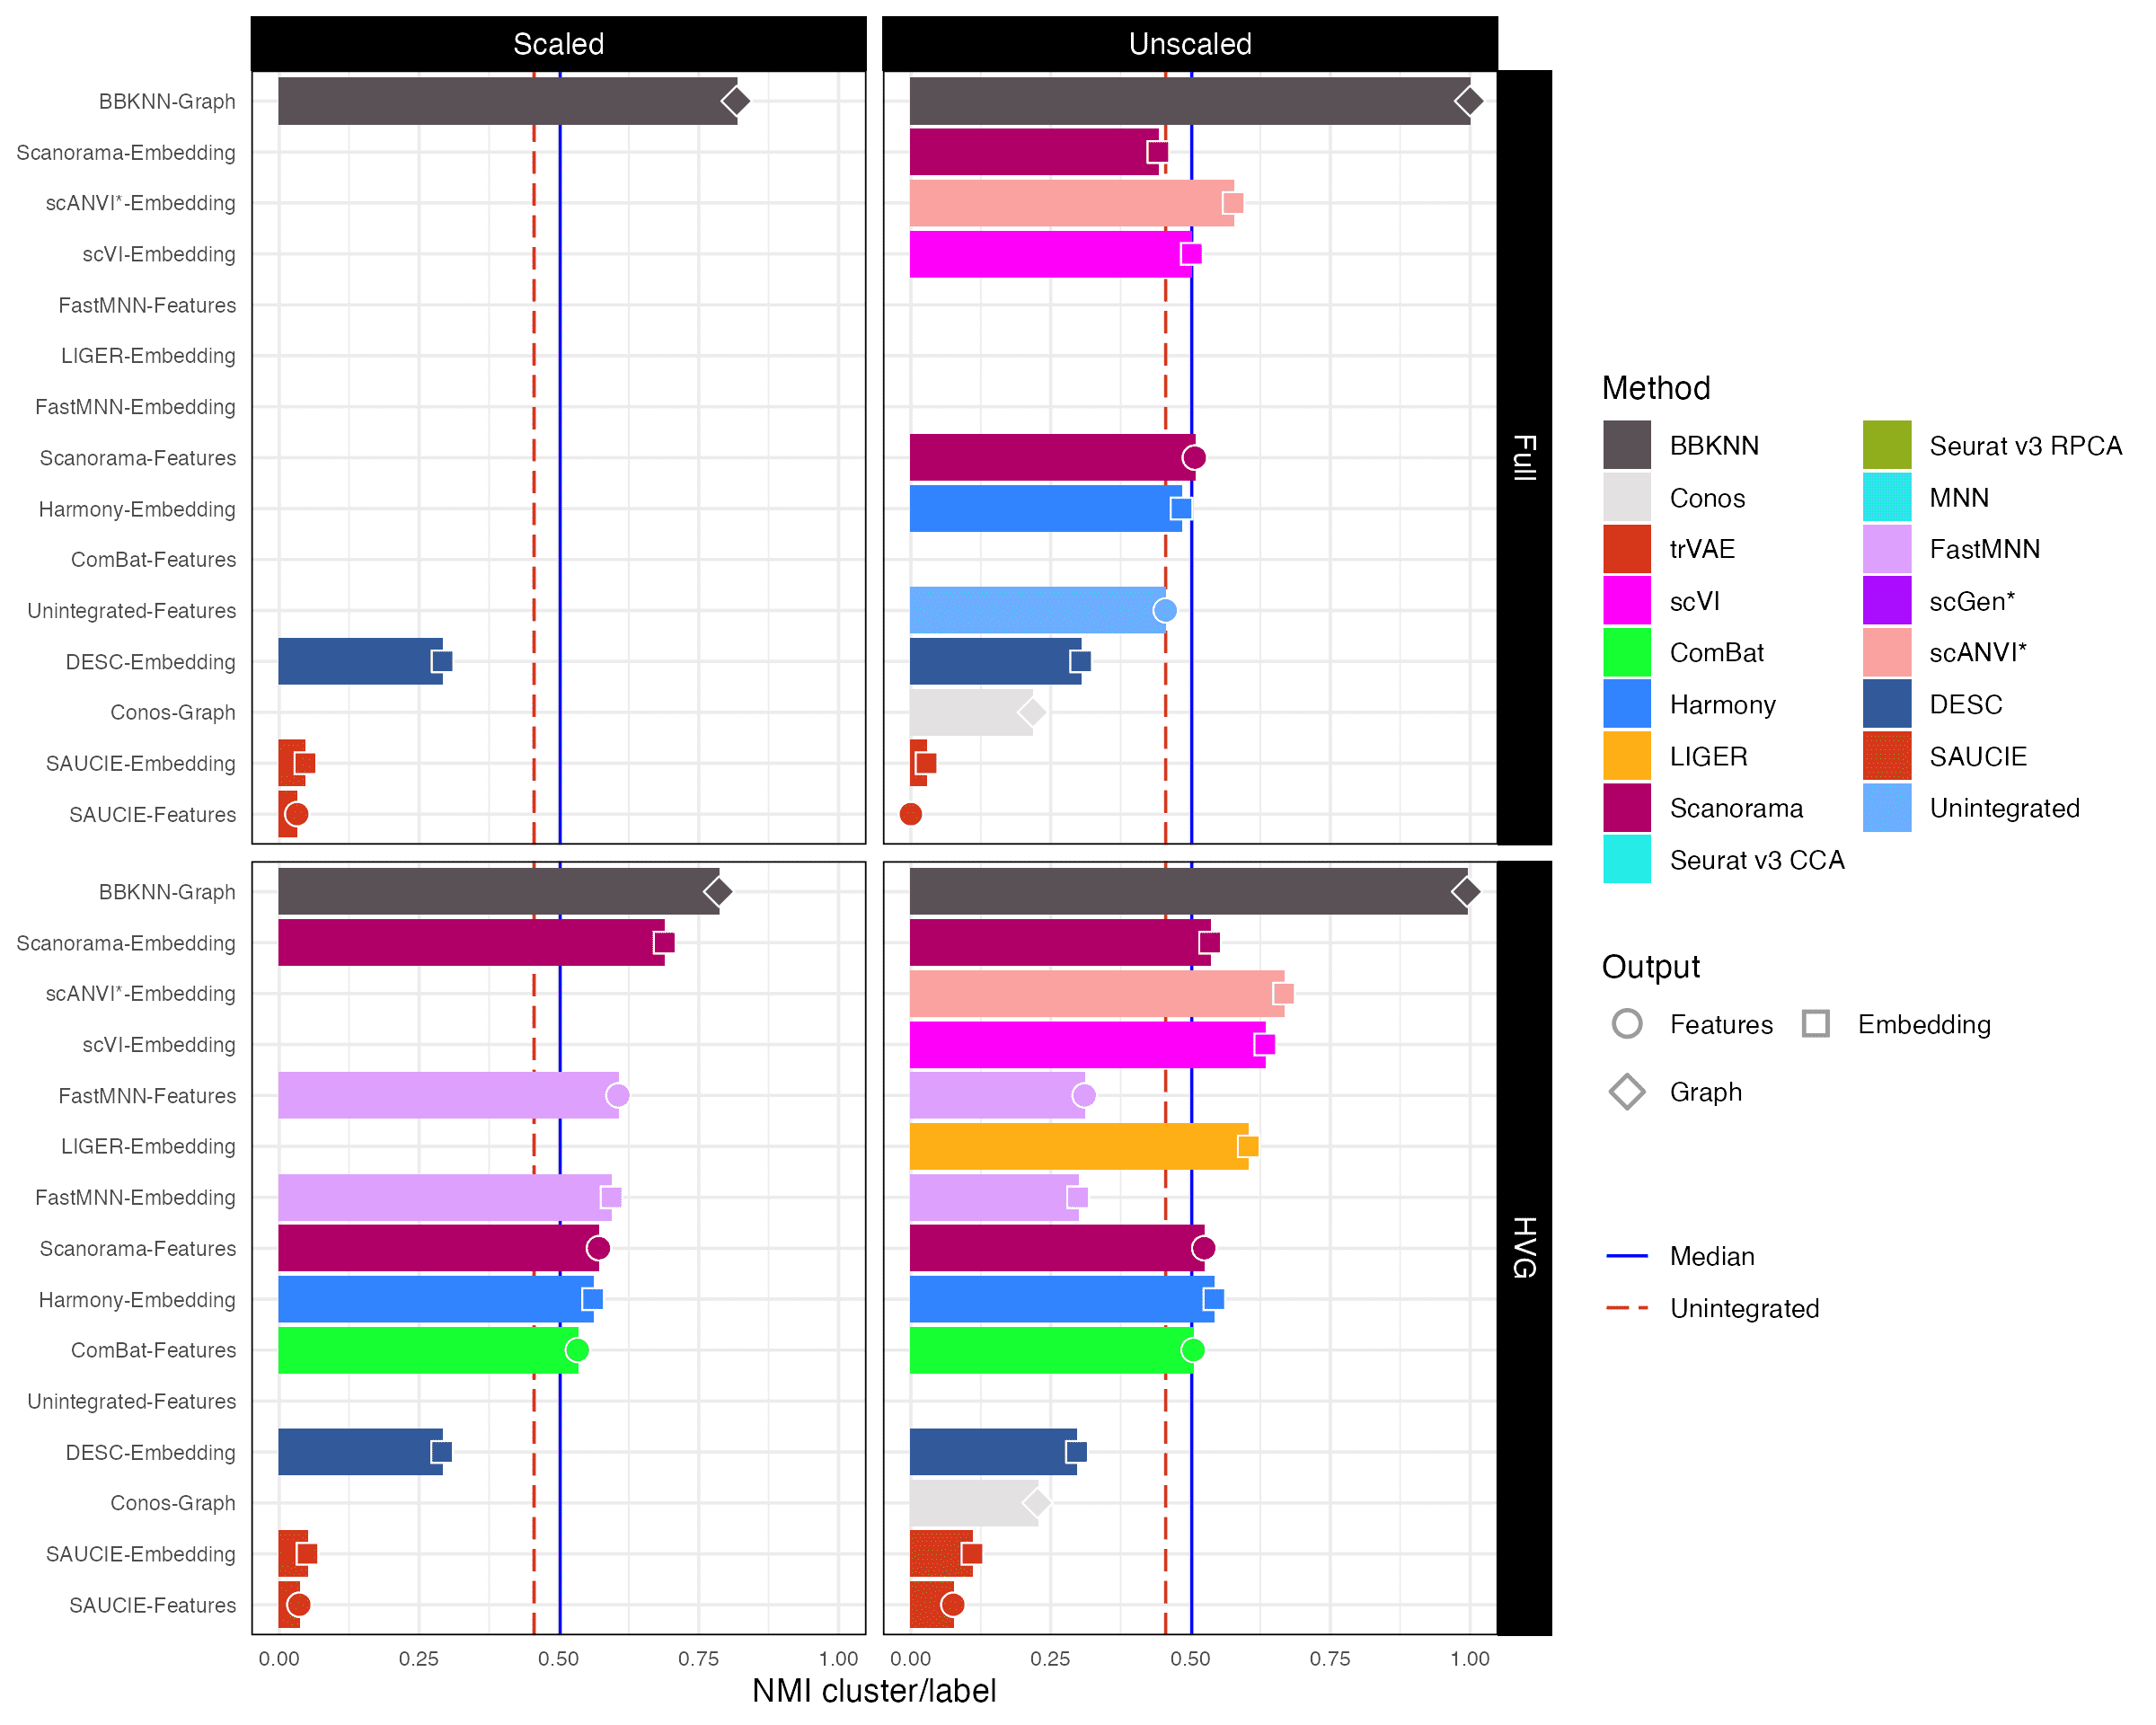 Scaled
Unscaled
BBKNN-Graph
Scanorama-Embedding
scANVI*-Embedding
scVI-Embedding
FastMNN-Features
LIGER-Embedding
FastMNN-Embedding
Scanorama-Features
Harmony-Embedding
ComBat-Features
Unintegrated-Features
DESC-Embedding
Conos-Graph
SAUCIE-Embedding
SAUCIE-Features
Full
BBKNN-Graph
Scanorama-Embedding
scANVI*-Embedding
scVI-Embedding
FastMNN-Features
LIGER-Embedding
FastMNN-Embedding
Scanorama-Features
Harmony-Embedding
ComBat-Features
Unintegrated-Features
DESC-Embedding
Conos-Graph
SAUCIE-Embedding
SAUCIE-Features
HVG
0.00 0.25 0.50 0.75 1.00
0.00 0.25 0.50 0.75 1.00
NMI cluster/label
Method
BBKNN
Conos
trVAE
scVI
ComBat
Harmony
LIGER
Scanorama
Seurat v3 CCA
Seurat v3 RPCA
MNN
FastMNN
scGen*
scANVI*
DESC
SAUCIE
Unintegrated
Output
Features
Embedding
Graph
Median
Unintegrated